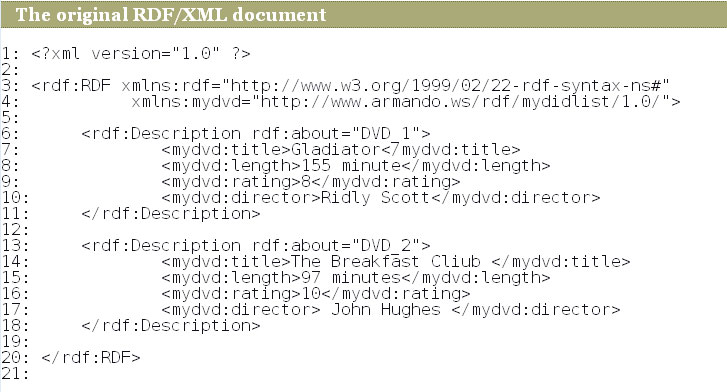 The original RDF/XML document
1: <?xml version="1.0" ?>
2:
3: <rdf:RDF xmlns:rdf="http://www.w3.org/1999/02/22-rdf-syntax-ns#"
4:          xmlns:mydvd="http://www.armando.ws/rdf/mydidlist/1.0/">
5:
6:     <rdf:Description rdf:about="DVD_1">
7:             <mydvd:title>Gladiator</mydvd:title>
8:             <mydvd:length>155 minute</mydvd:length>
9:             <mydvd:rating>8</mydvd:rating>
10:             <mydvd:director>Ridly Scott</mydvd:director>
11:     </rdf:Description>
12:
13:     <rdf:Description rdf:about="DVD_2">
14:             <mydvd:title>The Breakfast Cliub </mydvd:title>
15:             <mydvd:length>97 minutes</mydvd:length>
16:             <mydvd:rating>10</mydvd:rating>
17:             <mydvd:director> John Hughes </mydvd:director>
18:     </rdf:Description>
19:
20: </rdf:RDF>
21: